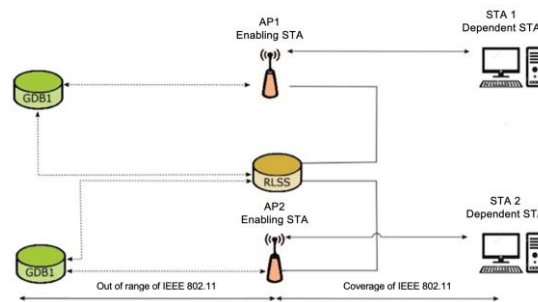 AP1
Enabling STA
STA 1
Dependent STA
GDB1
RLSS
AP2
Enabling STA
STA 2
Dependent STA
GDB1
Out of range of IEEE 802.11
Coverage of IEEE 802.11